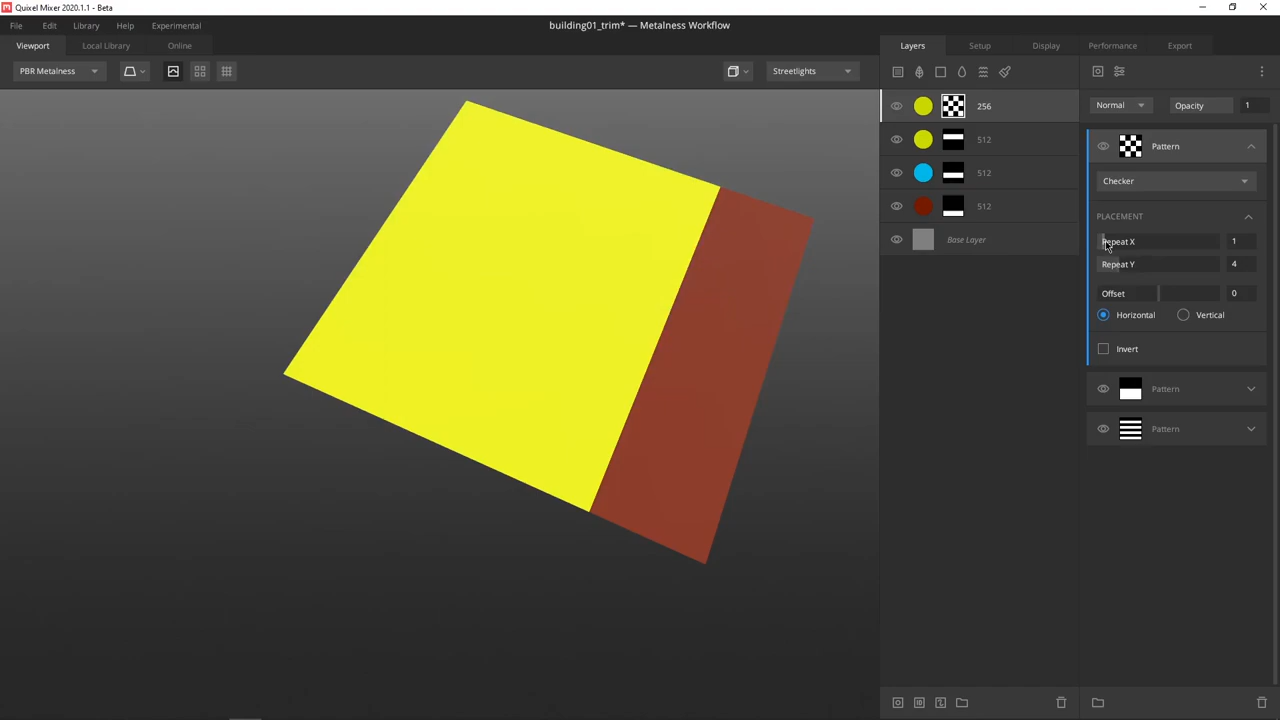 Quixel Mixer 2020.1.1 - Beta
File Edit Library Help Experimental
building01_trim* — Metalness Workflow
Viewport Local Library Online
Layers Setup Display Performance Export
PBR Metalness
Streetlights
Normal Opacity 1
256
512
512
512
Base Layer
Pattern
Checker
PLACEMENT
Repeat X 1
Repeat Y 4
Offset 0
Horizontal Vertical
Invert
Pattern
Pattern